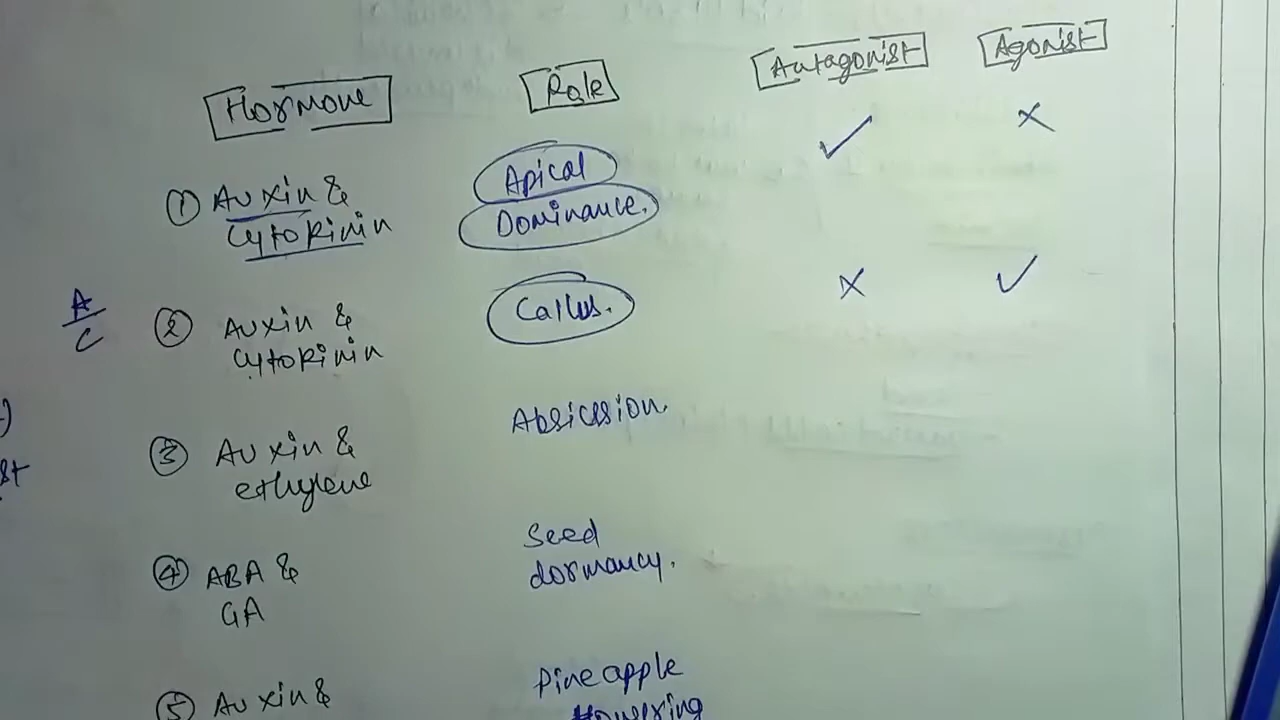 Hormone Role Antagonist Agonist
① Auxin & Cytokinin Apical Dominance. ✓ ×
A/C ② Auxin & Cytokinin Callus. × ✓
③ Auxin & ethylene Absicssion.
④ ABA & GA Seed dormancy.
⑤ Auxin & Pineapple flowering